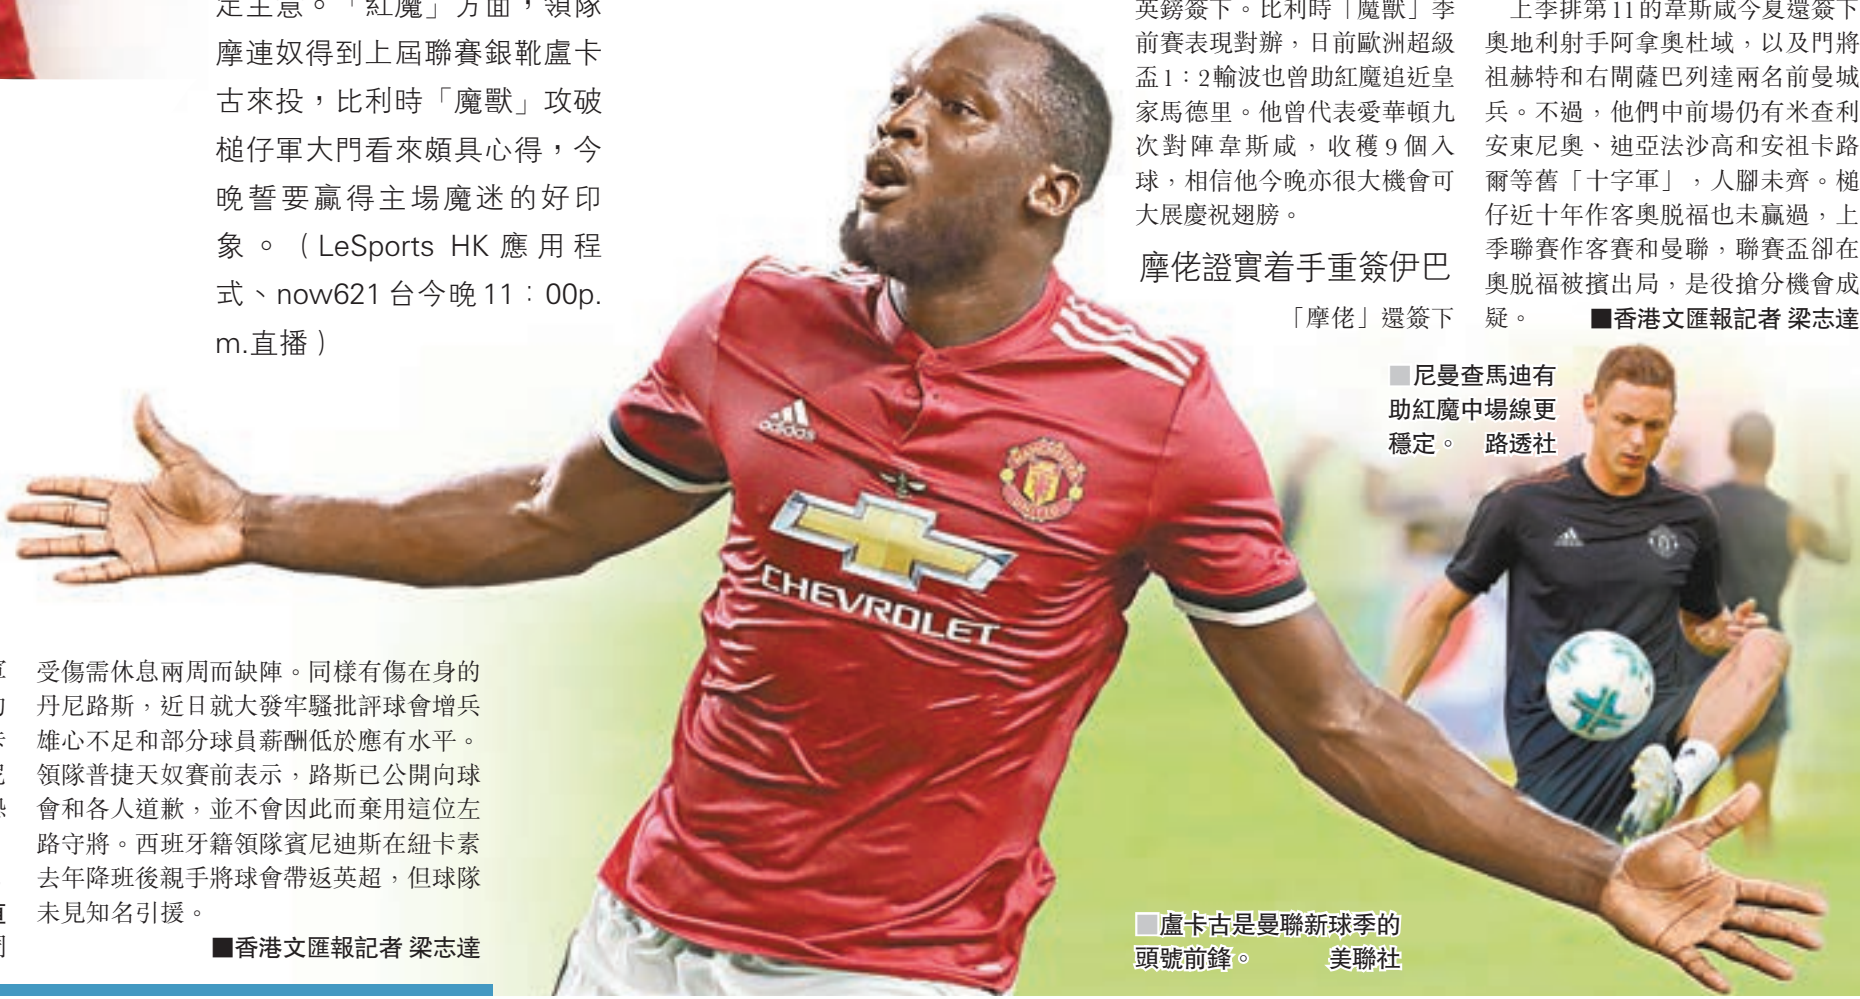 定主意。「紅魔」方面，領隊
摩連奴得到上屆聯賽銀靴盧卡
古來投，比利時「魔獸」攻破
槌仔軍大門看來頗具心得，今
晚誓要贏得主場魔迷的好印
象。（LeSports HK 應用程
式、now621 台今晚 11：00p.
m.直播）
英鎊簽下。比利時「魔獸」季
前賽表現對辦，日前歐洲超級
盃1：2輸波也曾助紅魔追近皇
家馬德里。他曾代表愛華頓九
次對陣韋斯咸，收穫9個入
球，相信他今晚亦很大機會可
大展慶祝翅膀。
摩佬證實着手重簽伊巴
「摩佬」還簽下
上季排第11的韋斯咸今夏還簽下
奧地利射手阿拿奧杜域，以及門將
祖赫特和右閘薩巴列達兩名前曼城
兵。不過，他們中前場仍有米查利
安東尼奧、迪亞法沙高和安祖卡路
爾等舊「十字軍」，人腳未齊。槌
仔近十年作客奧脫福也未贏過，上
季聯賽作客賽和曼聯，聯賽盃卻在
奧脫福被擯出局，是役搶分機會成
疑。 ■香港文匯報記者 梁志達
■尼曼查馬迪有
助紅魔中場線更
穩定。 路透社
adidas
CHEVROLET
受傷需休息兩周而缺陣。同樣有傷在身的
丹尼路斯，近日就大發牢騷批評球會增兵
雄心不足和部分球員薪酬低於應有水平。
領隊普捷天奴賽前表示，路斯已公開向球
會和各人道歉，並不會因此而棄用這位左
路守將。西班牙籍領隊賓尼迪斯在紐卡素
去年降班後親手將球會帶返英超，但球隊
未見知名引援。
■香港文匯報記者 梁志達
■盧卡古是曼聯新球季的
頭號前鋒。 美聯社